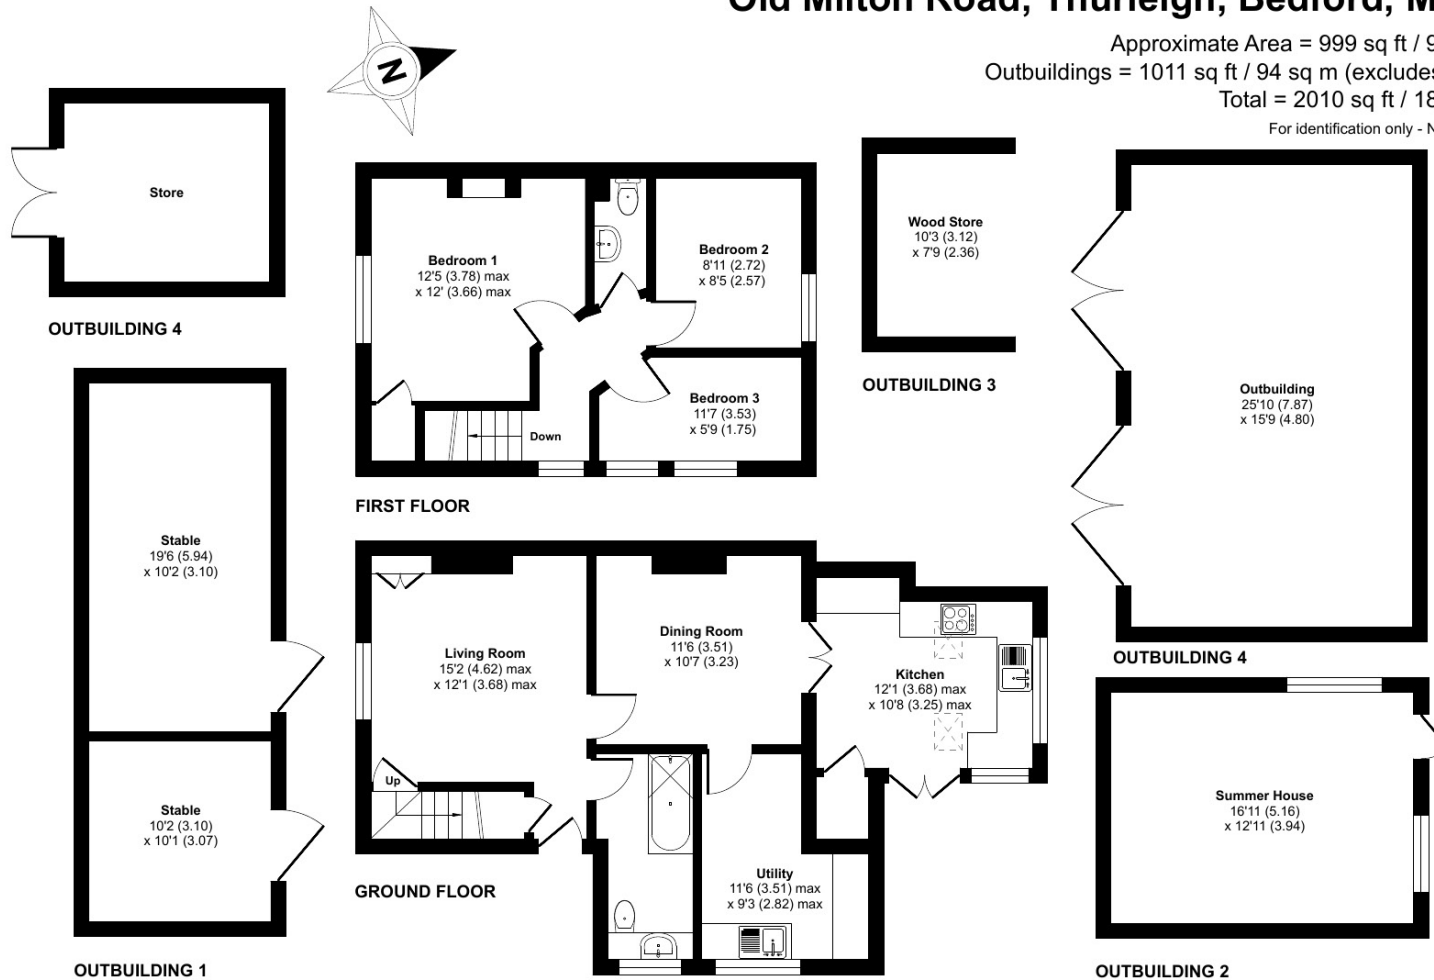 Old Milton Road, Thurleigh, Bedford, M
Approximate Area = 999 sq ft / 9
Outbuildings = 1011 sq ft / 94 sq m (excludes
Total = 2010 sq ft / 18
For identification only - N
N
Store
OUTBUILDING 4
Bedroom 1
12'5 (3.78) max
x 12' (3.66) max
Bedroom 2
8'11 (2.72)
x 8'5 (2.57)
Bedroom 3
11'7 (3.53)
x 5'9 (1.75)
Down
FIRST FLOOR
Wood Store
10'3 (3.12)
x 7'9 (2.36)
OUTBUILDING 3
Outbuilding
25'10 (7.87)
x 15'9 (4.80)
OUTBUILDING 4
Stable
19'6 (5.94)
x 10'2 (3.10)
Stable
10'2 (3.10)
x 10'1 (3.07)
OUTBUILDING 1
Living Room
15'2 (4.62) max
x 12'1 (3.68) max
Up
Dining Room
11'6 (3.51)
x 10'7 (3.23)
Kitchen
12'1 (3.68) max
x 10'8 (3.25) max
Utility
11'6 (3.51) max
x 9'3 (2.82) max
GROUND FLOOR
Summer House
16'11 (5.16)
x 12'11 (3.94)
OUTBUILDING 2